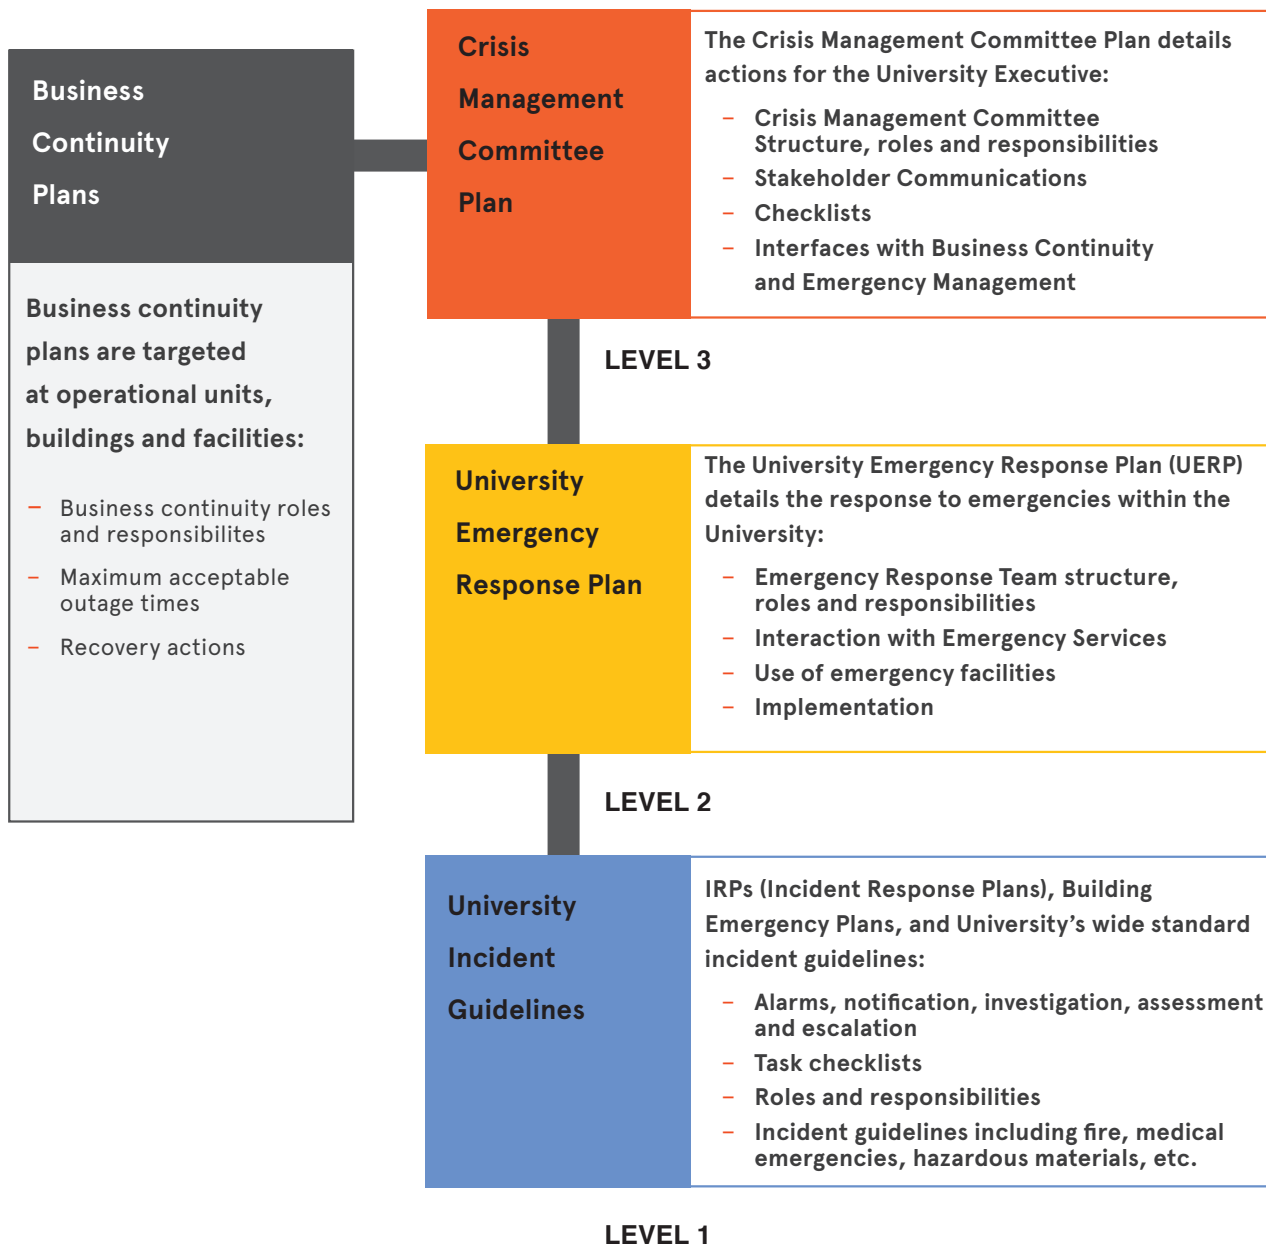 Business
Continuity
Plans
Business continuity
plans are targeted
at operational units,
buildings and facilities:
– Business continuity roles
and responsibilites
– Maximum acceptable
outage times
– Recovery actions
Crisis
Management
Committee
Plan
The Crisis Management Committee Plan details
actions for the University Executive:
– Crisis Management Committee
Structure, roles and responsibilities
– Stakeholder Communications
– Checklists
– Interfaces with Business Continuity
and Emergency Management
LEVEL 3
University
Emergency
Response Plan
The University Emergency Response Plan (UERP)
details the response to emergencies within the
University:
– Emergency Response Team structure,
roles and responsibilities
– Interaction with Emergency Services
– Use of emergency facilities
– Implementation
LEVEL 2
University
Incident
Guidelines
IRPs (Incident Response Plans), Building
Emergency Plans, and University’s wide standard
incident guidelines:
– Alarms, notification, investigation, assessment
and escalation
– Task checklists
– Roles and responsibilities
– Incident guidelines including fire, medical
emergencies, hazardous materials, etc.
LEVEL 1